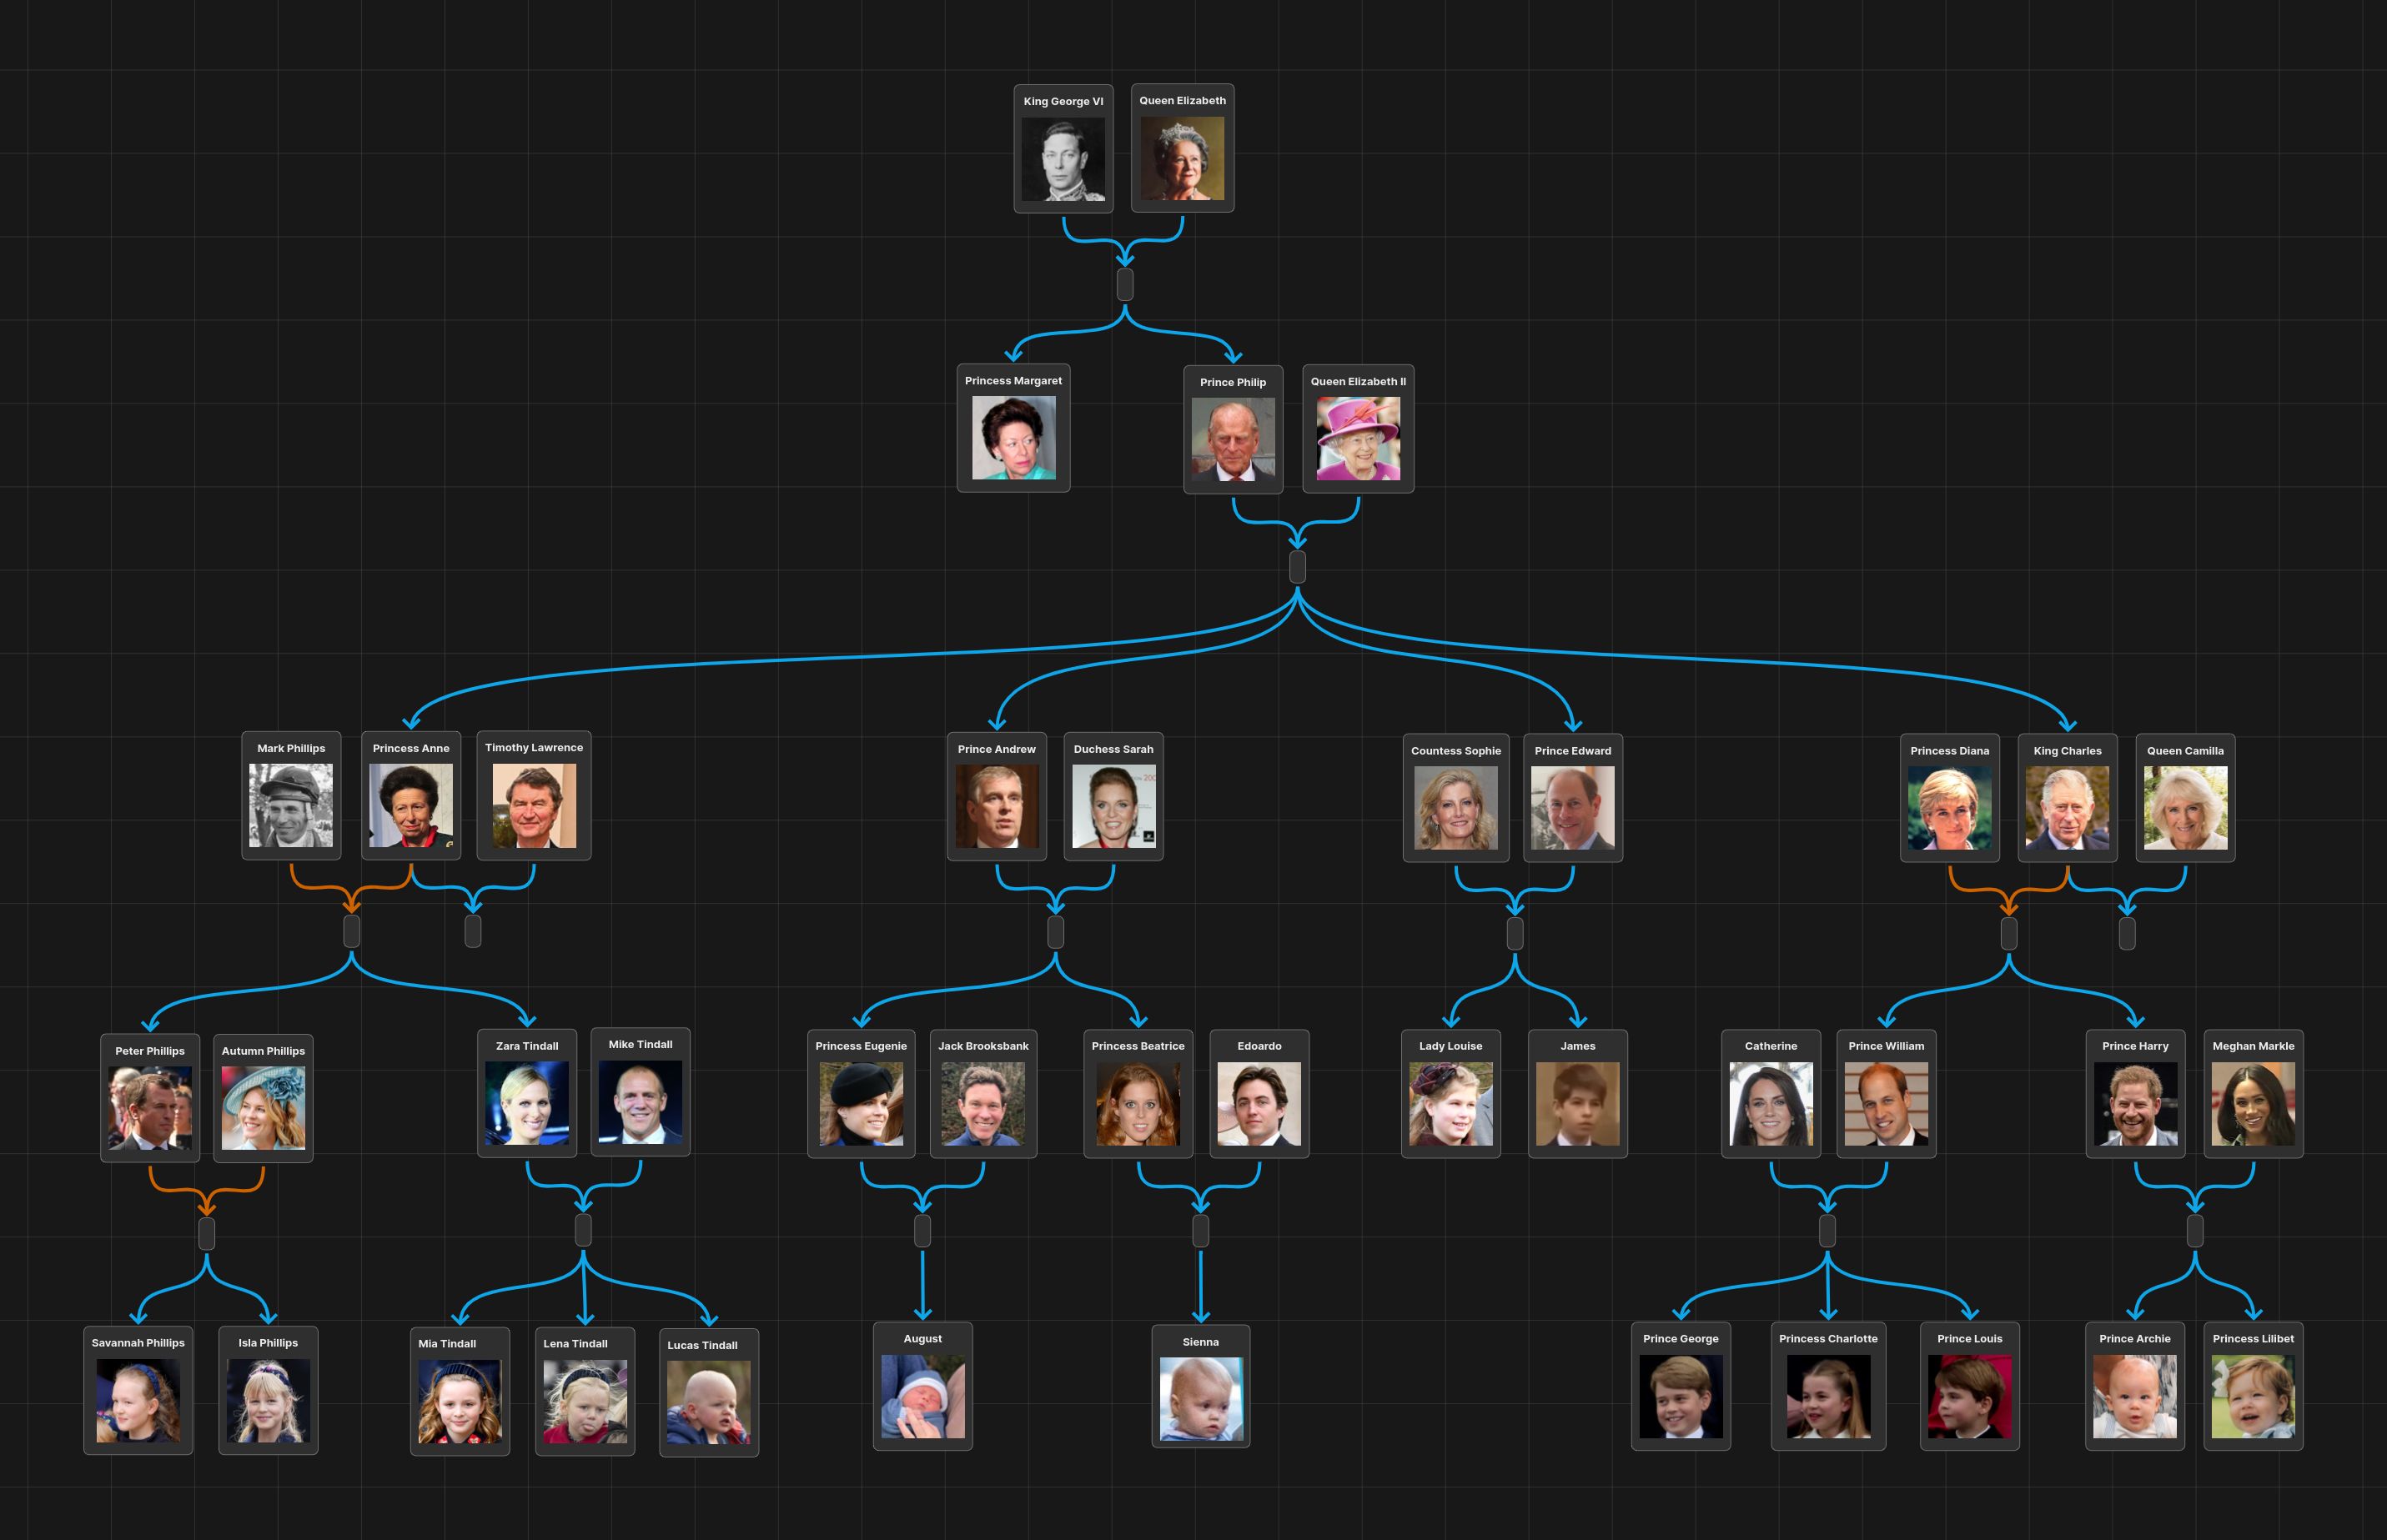 King George VI
Queen Elizabeth
Princess Margaret
Prince Philip
Queen Elizabeth II
Mark Phillips
Princess Anne
Timothy Lawrence
Prince Andrew
Duchess Sarah
Countess Sophie
Prince Edward
Princess Diana
King Charles
Queen Camilla
Peter Phillips
Autumn Phillips
Zara Tindall
Mike Tindall
Princess Eugenie
Jack Brooksbank
Princess Beatrice
Edoardo
Lady Louise
James
Catherine
Prince William
Prince Harry
Meghan Markle
Savannah Phillips
Isla Phillips
Mia Tindall
Lena Tindall
Lucas Tindall
August
Sienna
Prince George
Princess Charlotte
Prince Louis
Prince Archie
Princess Lilibet